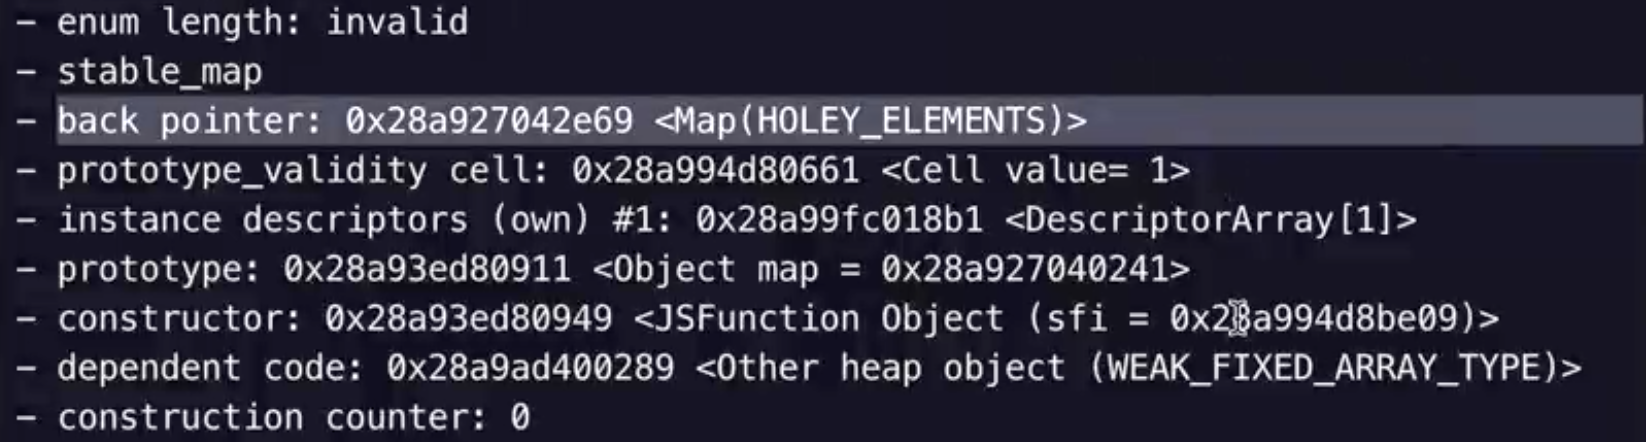 - enum length: invalid
- stable_map
- back pointer: 0x28a927042e69 <Map(HOLEY_ELEMENTS)>
- prototype_validity cell: 0x28a994d80661 <Cell value= 1>
- instance descriptors (own) #1: 0x28a99fc018b1 <DescriptorArray[1]>
- prototype: 0x28a93ed80911 <Object map = 0x28a927040241>
- constructor: 0x28a93ed80949 <JSFunction Object (sfi = 0x28a994d8be09)>
- dependent code: 0x28a9ad400289 <Other heap object (WEAK_FIXED_ARRAY_TYPE)>
- construction counter: 0